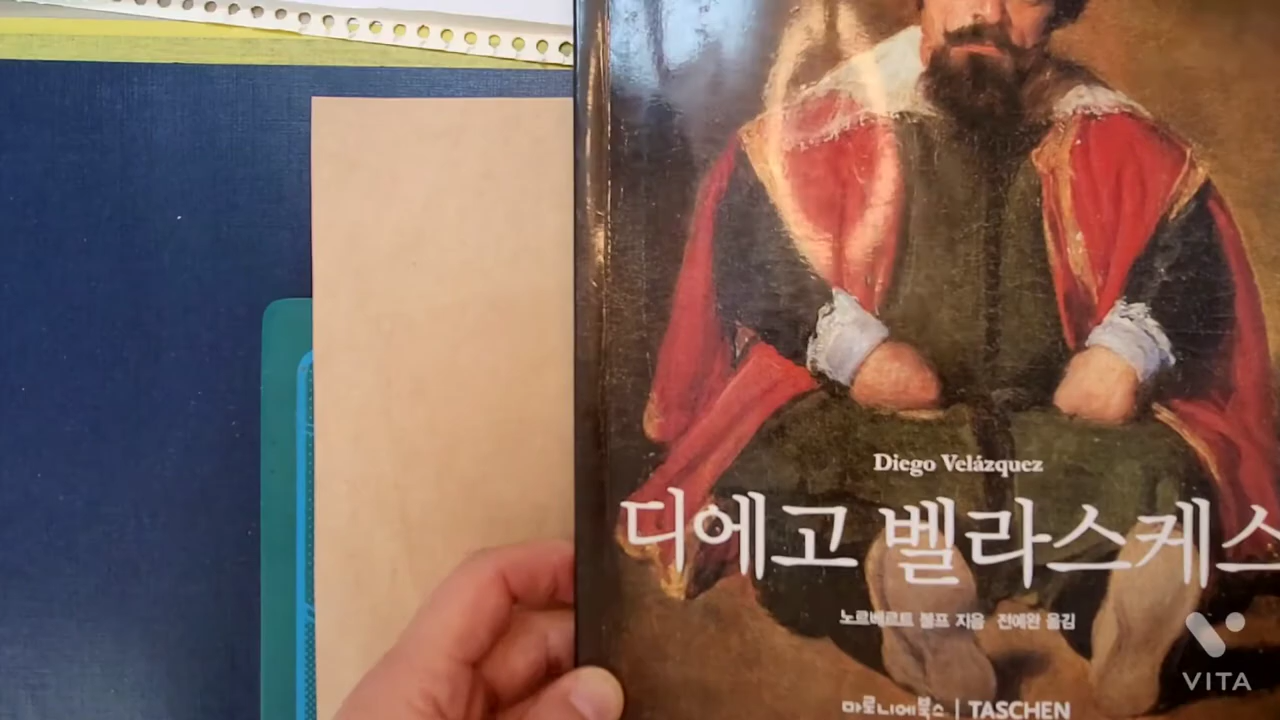 Diego Velázquez
디에고 벨라스케스
노르베르트 볼프 지음 전예완 옮김
마로니에북스 | TASCHEN
VITA